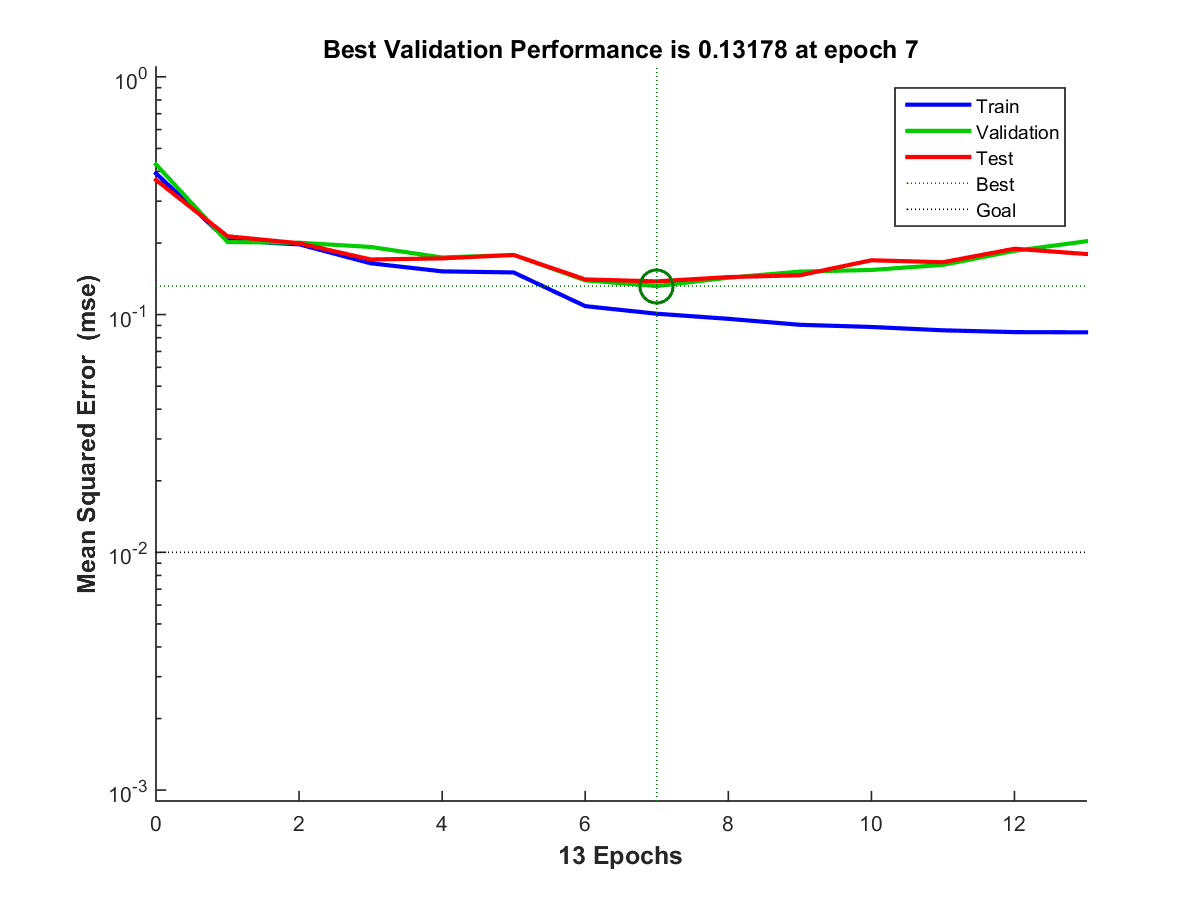 Best Validation Performance is 0.13178 at epoch 7
Train
Validation
Test
Best
Goal
10^0
10^-1
10^-2
10^-3
Mean Squared Error (mse)
0 2 4 6 8 10 12
13 Epochs